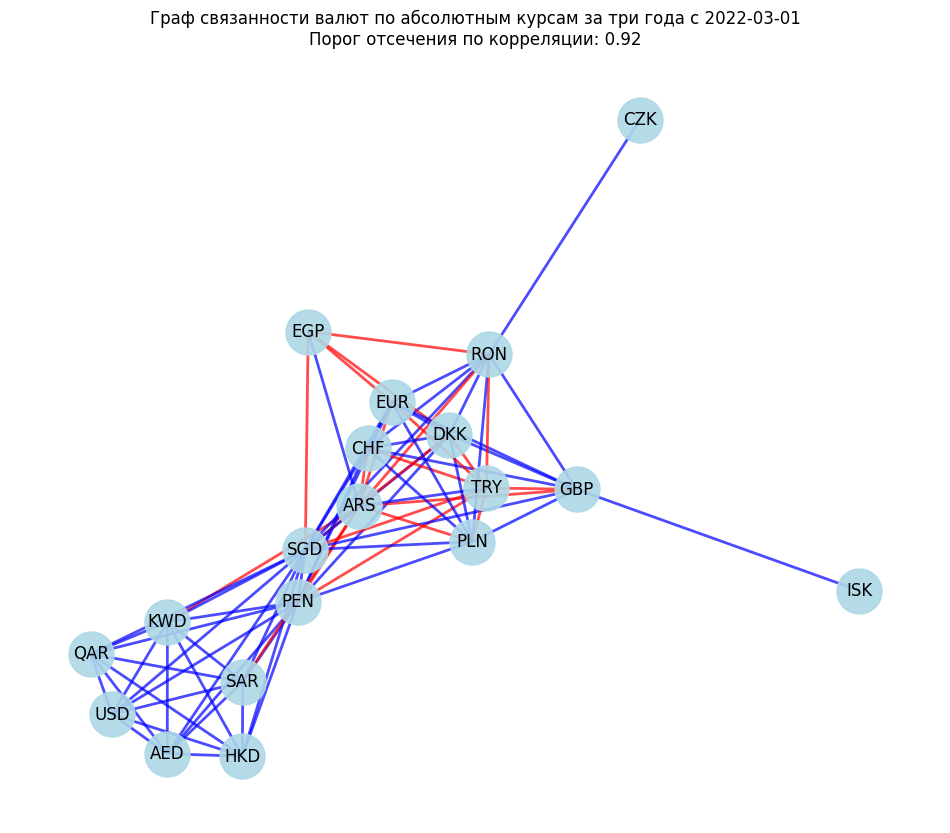 Граф связанности валют по абсолютным курсам за три года с 2022-03-01
Порог отсечения по корреляции: 0.92
CZK
EGP
RON
EUR
DKK
CHF
TRY
GBP
ARS
PLN
SGD
ISK
PEN
KWD
QAR
SAR
USD
AED
HKD